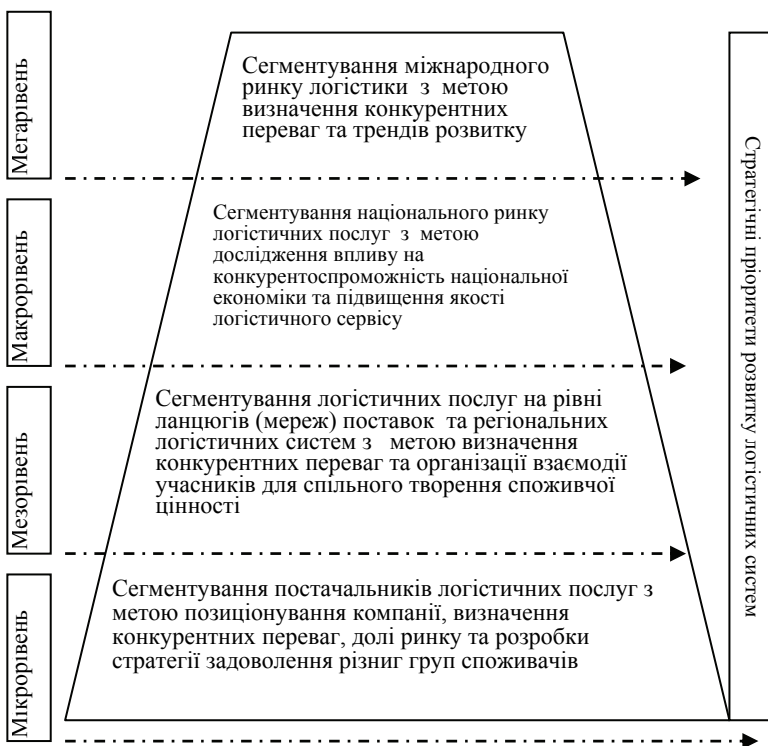 Мегарівень
Сегментування міжнародного
ринку логістики з метою
визначення конкурентних
переваг та трендів розвитку
Макрорівень
Сегментування національного ринку
логістичних послуг з метою
дослідження впливу на
конкурентоспроможність національної
економіки та підвищення якості
логістичного сервісу
Мезорівень
Сегментування логістичних послуг на рівні
ланцюгів (мереж) поставок та регіональних
логістичних систем з метою визначення
конкурентних переваг та організації взаємодії
учасників для спільного творення споживчої
цінності
Мікрорівень
Сегментування постачальників логістичних послуг з
метою позиціонування компанії, визначення
конкурентних переваг, долі ринку та розробки
стратегії задоволення різниг груп споживачів
Стратегічні пріоритети розвитку логістичних систем